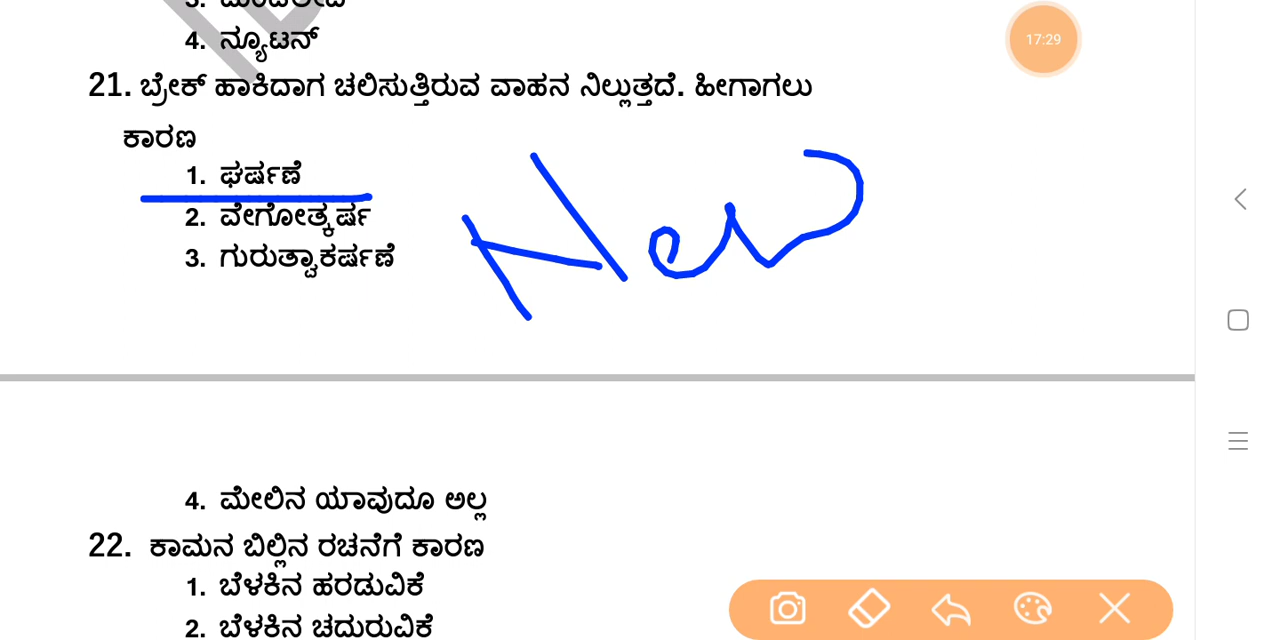 4. ನ್ಯೂಟನ್
17:29
21. ಬ್ರೇಕ್ ಹಾಕಿದಾಗ ಚಲಿಸುತ್ತಿರುವ ವಾಹನ ನಿಲ್ಲುತ್ತದೆ. ಹೀಗಾಗಲು
ಕಾರಣ
1. ಘರ್ಷಣೆ
2. ವೇಗೋತ್ಕರ್ಷ
3. ಗುರುತ್ವಾಕರ್ಷಣೆ
4. ಮೇಲಿನ ಯಾವುದೂ ಅಲ್ಲ
22. ಕಾಮನ ಬಿಲ್ಲಿನ ರಚನೆಗೆ ಕಾರಣ
1. ಬೆಳಕಿನ ಹರಡುವಿಕೆ
2. ಬೆಳಕಿನ ಚದುರುವಿಕೆ